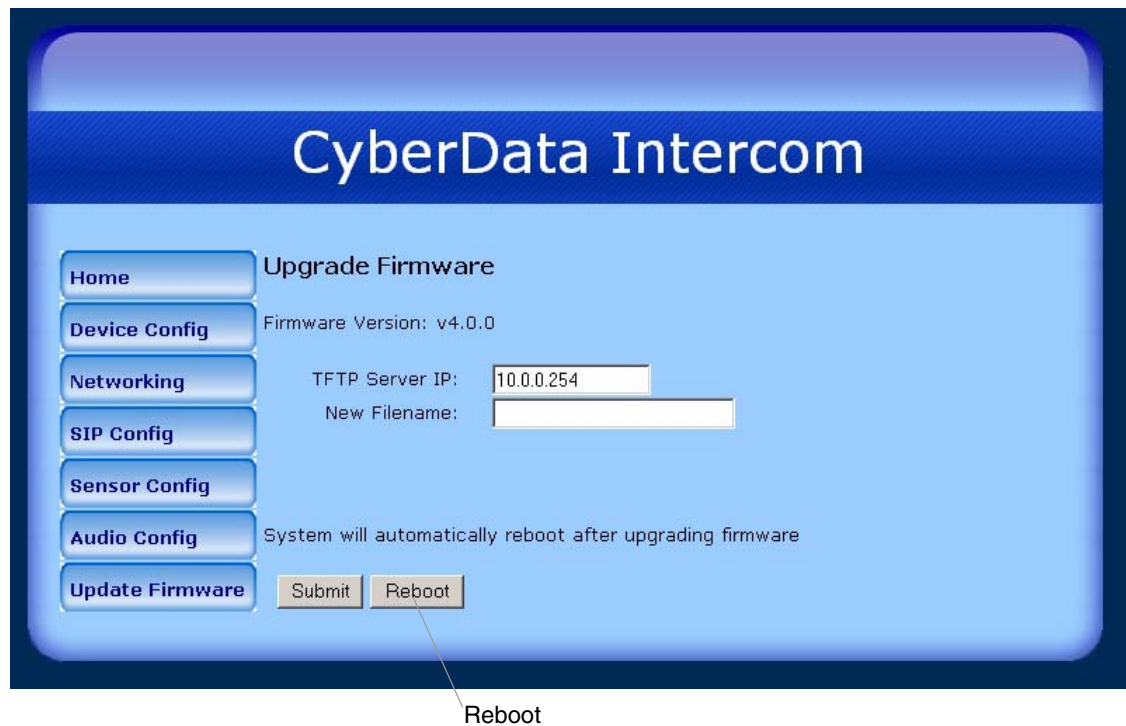 CyberData Intercom
Home
Device Config
Networking
SIP Config
Sensor Config
Audio Config
Update Firmware
Upgrade Firmware
Firmware Version: v4.0.0
TFTP Server IP: 10.0.0.254
New Filename:
System will automatically reboot after upgrading firmware
Submit Reboot
Reboot